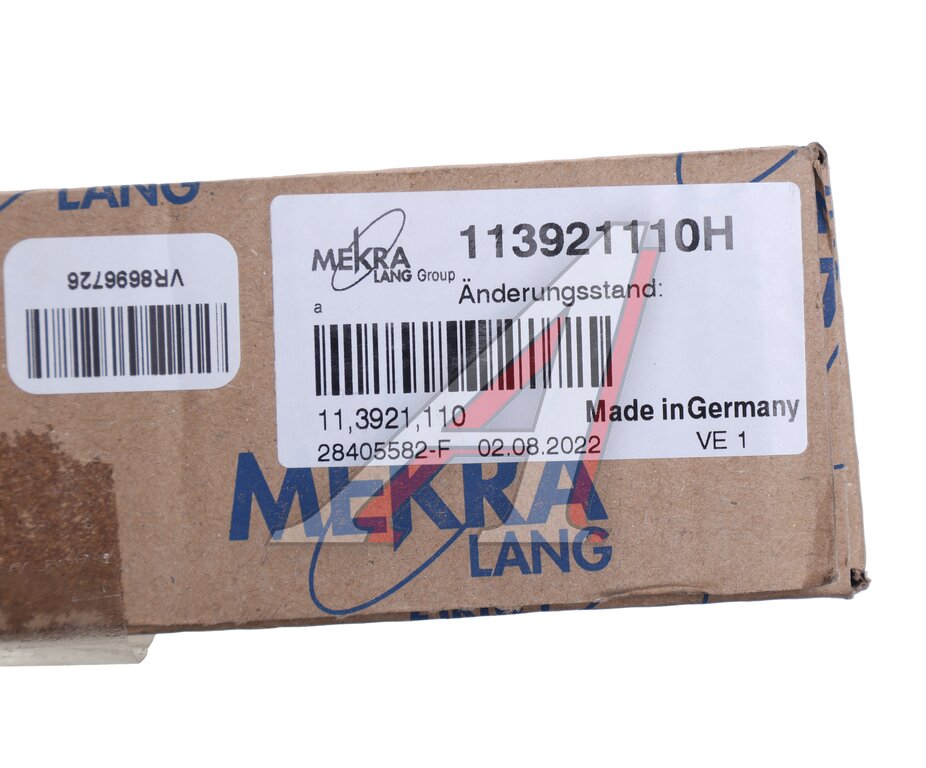 LANG
VR8696726
MEKRA
LANG Group
113921110H
Änderungsstand:
a
11,3921,110
Made in Germany
28405582-F 02.08.2022
VE 1
MEKRA
LANG